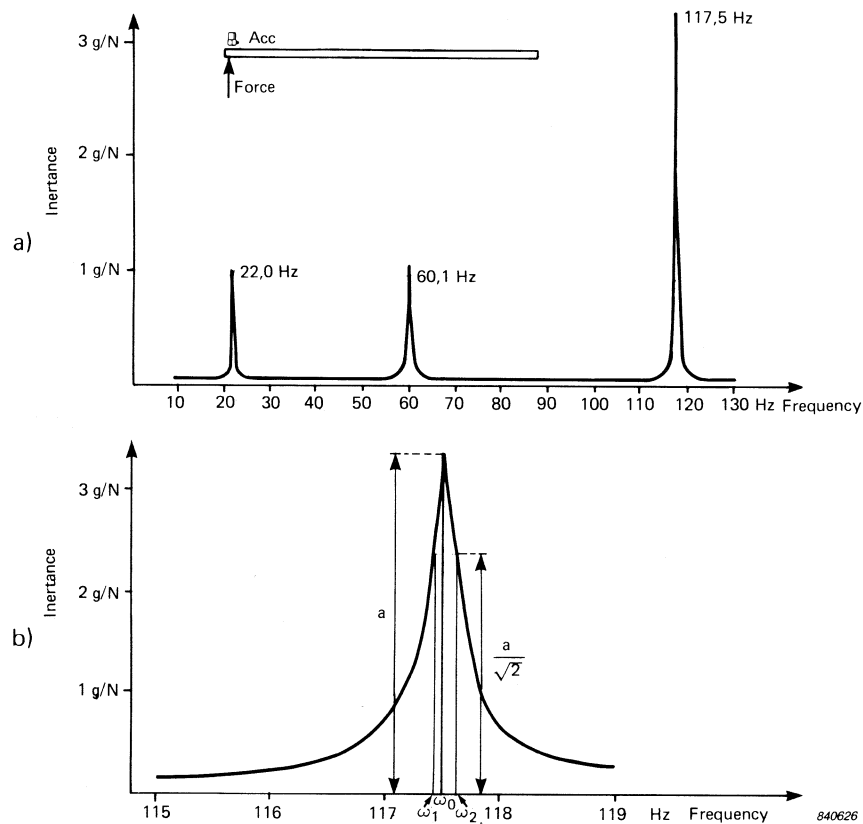 117,5 Hz
3 g/N
Acc
Force
2 g/N
Inertance
a)
1 g/N
22,0 Hz
60,1 Hz
10 20 30 40 50 60 70 80 90 100 110 120 130 Hz Frequency
3 g/N
Inertance
2 g/N
a
b)
a
√2
1 g/N
115 116 117 ω₁ ω₀ ω₂ 118 119 Hz Frequency
840626